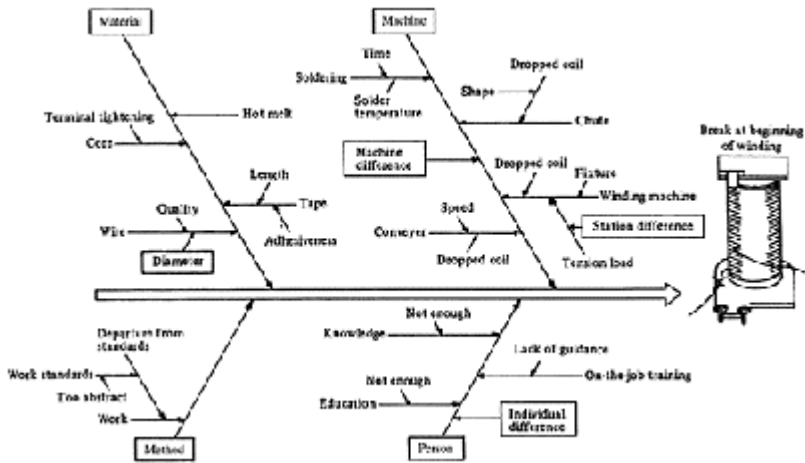 Material
Machine
Time
Soldering
Solder
temperature
Dropped coil
Shape
Chute
Terminal tightening
Hot melt
Machine
difference
Dropped coil
Fixture
Winding machine
Station difference
Tension load
Break at beginning
of winding
Length
Tape
Adhesiveness
Quality
Wire
Diameter
Speed
Conveyer
Dropped coil
Departure from
standards
Work standards
Too abstract
Work
Method
Not enough
Knowledge
Lack of guidance
On-the-job training
Not enough
Education
Individual
difference
Person